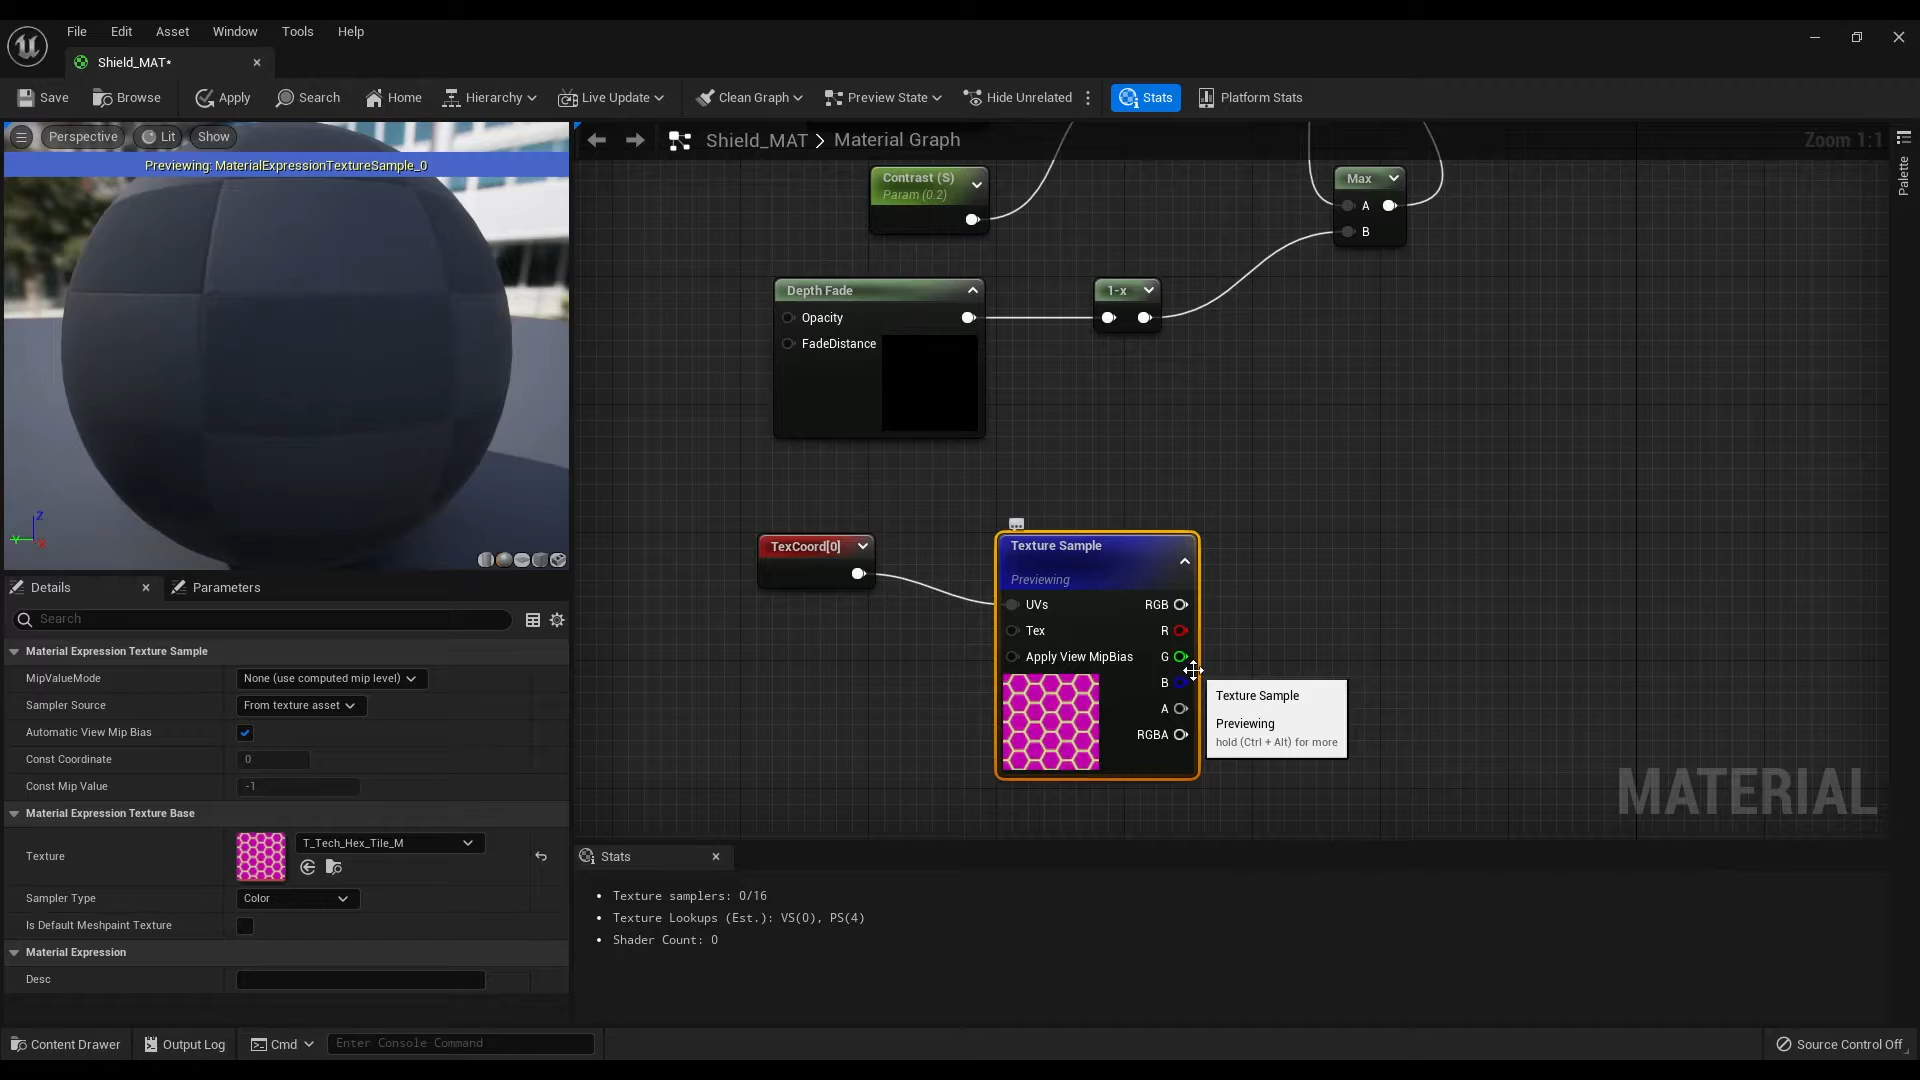 File Edit Asset Window Tools Help
Shield_MAT*
Save Browse Apply Search Home Hierarchy Live Update Clean Graph Preview State Hide Unrelated Stats Platform Stats
Perspective Lit Show
Previewing: MaterialExpressionTextureSample_0
Z
Y
X
Shield_MAT > Material Graph
Zoom 1:1
Palette
Contrast (S)
Param (0.2)
Max
A
B
Depth Fade
Opacity
FadeDistance
1-x
TexCoord[0]
Texture Sample
Previewing
UVs RGB
Tex R
Apply View MipBias G
B
A
RGBA
Texture Sample
Previewing
hold (Ctrl + Alt) for more
MATERIAL
Details Parameters
Search
Material Expression Texture Sample
MipValueMode None (use computed mip level)
Sampler Source From texture asset
Automatic View Mip Bias
Const Coordinate 0
Const Mip Value -1
Material Expression Texture Base
Texture T_Tech_Hex_Tile_M
Sampler Type Color
Is Default Meshpaint Texture
Material Expression
Desc
Stats
Texture samplers: 0/16
Texture Lookups (Est.): VS(0), PS(4)
Shader Count: 0
Content Drawer Output Log Cmd Enter Console Command Source Control Off